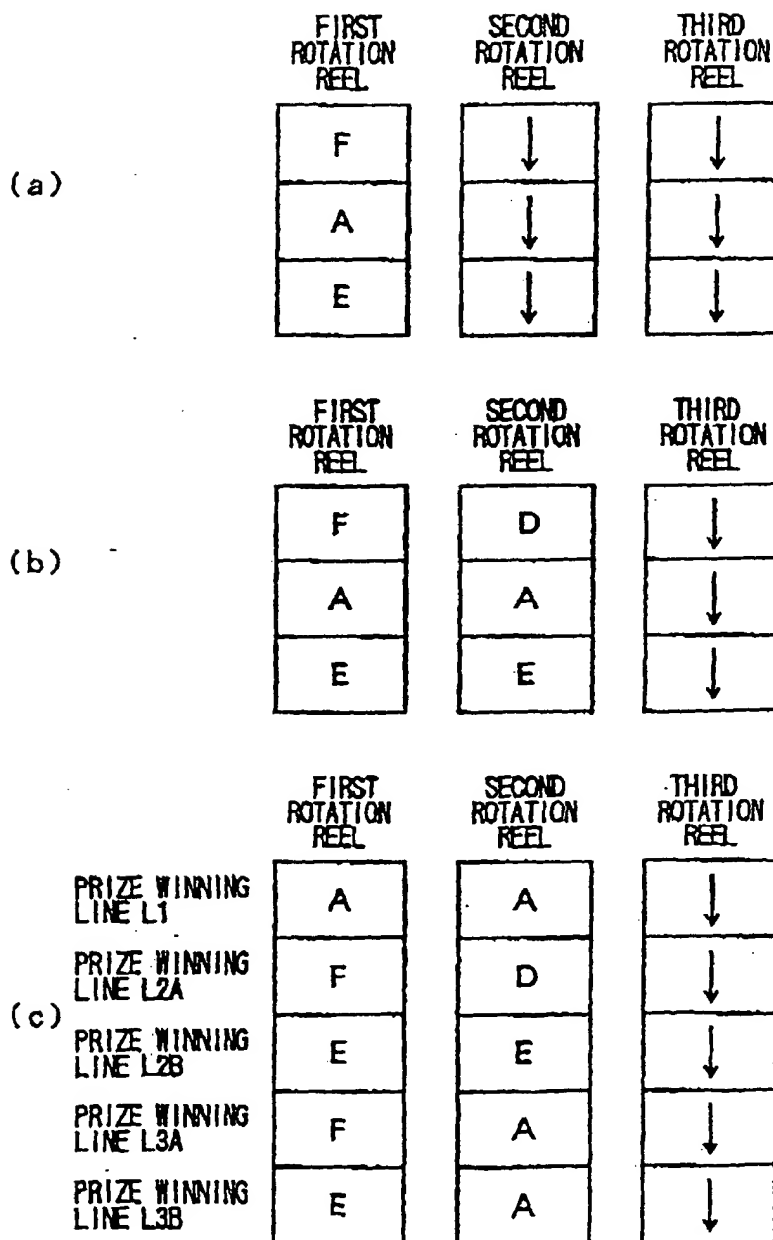 FIRST ROTATION REEL
SECOND ROTATION REEL
THIRD ROTATION REEL
(a)
F ↓ ↓
A ↓ ↓
E ↓ ↓
FIRST ROTATION REEL
SECOND ROTATION REEL
THIRD ROTATION REEL
(b)
F D ↓
A A ↓
E E ↓
FIRST ROTATION REEL
SECOND ROTATION REEL
THIRD ROTATION REEL
(c)
PRIZE WINNING
LINE L1
A A ↓
PRIZE WINNING
LINE L2A
F D ↓
PRIZE WINNING
LINE L2B
E E ↓
PRIZE WINNING
LINE L3A
F A ↓
PRIZE WINNING
LINE L3B
E A ↓